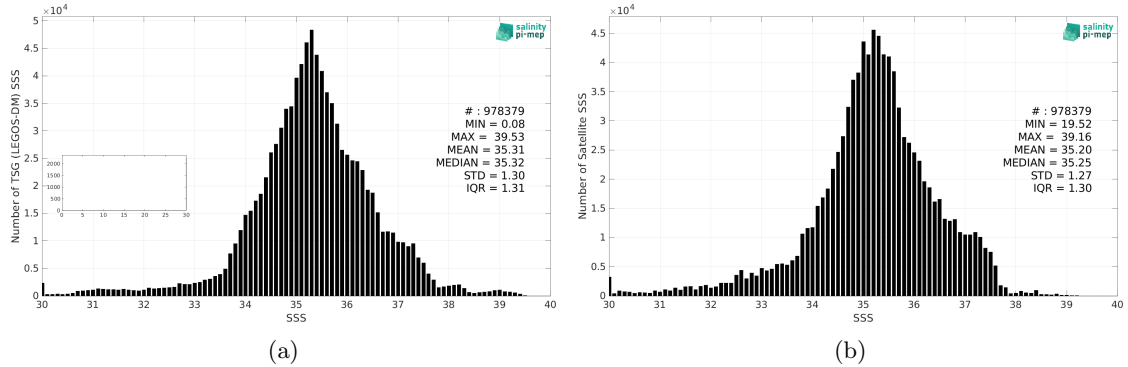 ×10⁴
5
4.5
4
3.5
3
2.5
2
1.5
1
0.5
0
Number of TSG (LEGOS-DM) SSS
salinity
pi-mep
# : 978379
MIN = 0.08
MAX = 39.53
MEAN = 35.31
MEDIAN = 35.32
STD = 1.30
IQR = 1.31
2000
1500
1000
500
0
0 5 10 15 20 25 30
30 31 32 33 34 35 36 37 38 39 40
SSS
(a)
×10⁴
4.5
4
3.5
3
2.5
2
1.5
1
0.5
0
Number of Satellite SSS
salinity
pi-mep
# : 978379
MIN = 19.52
MAX = 39.16
MEAN = 35.20
MEDIAN = 35.25
STD = 1.27
IQR = 1.30
30 31 32 33 34 35 36 37 38 39 40
SSS
(b)